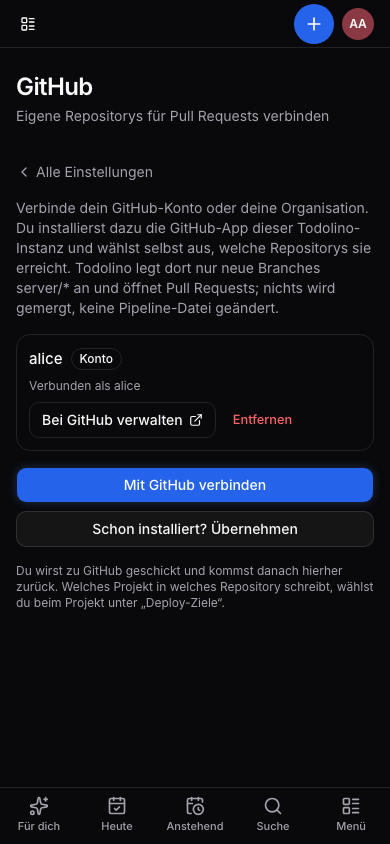 AA
GitHub
Eigene Repositorys für Pull Requests verbinden
Alle Einstellungen
Verbinde dein GitHub-Konto oder deine Organisation.
Du installierst dazu die GitHub-App dieser Todolino-
Instanz und wählst selbst aus, welche Repositorys sie
erreicht. Todolino legt dort nur neue Branches
server/* an und öffnet Pull Requests; nichts wird
gemergt, keine Pipeline-Datei geändert.
alice Konto
Verbunden als alice
Bei GitHub verwalten Entfernen
Mit GitHub verbinden
Schon installiert? Übernehmen
Du wirst zu GitHub geschickt und kommst danach hierher
zurück. Welches Projekt in welches Repository schreibt, wählst
du beim Projekt unter „Deploy-Ziele“.
Für dich Heute Anstehend Suche Menü